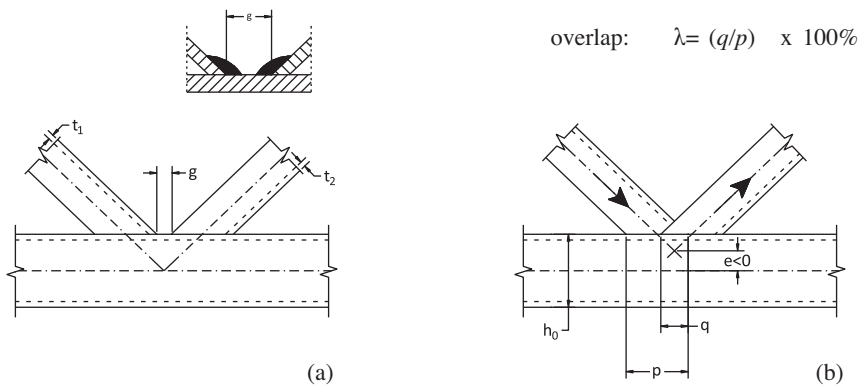 g
overlap: λ= (q/p) x 100%
t1
g
t2
e<0
h0
q
p
(a)
(b)